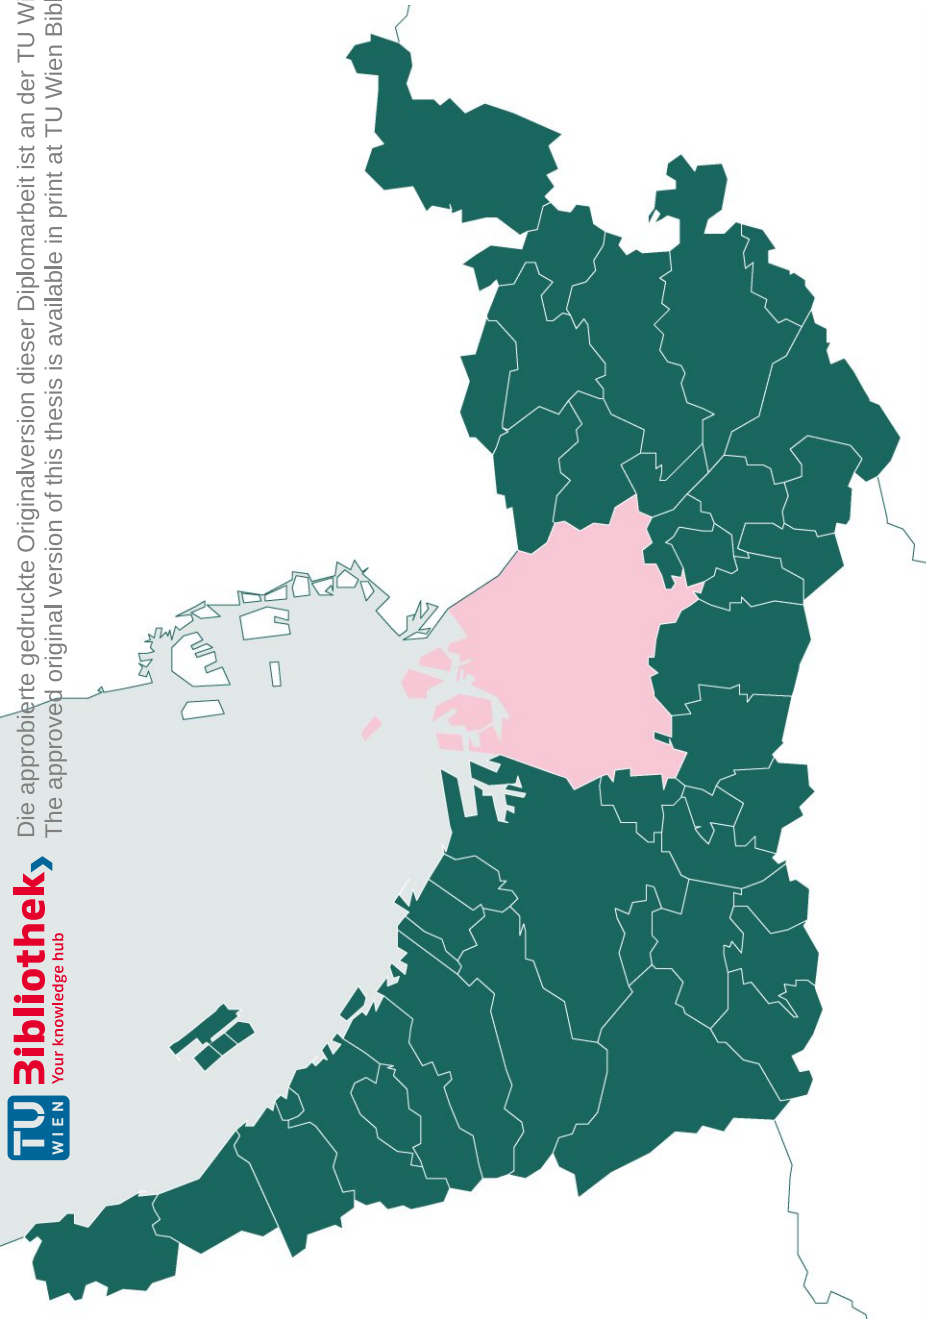 Die approbierte gedruckte Originalversion dieser Diplomarbeit ist an der TU
The approved original version of this thesis is available in print at TU Wien
TU
WIEN
Bibliothek
Your knowledge hub